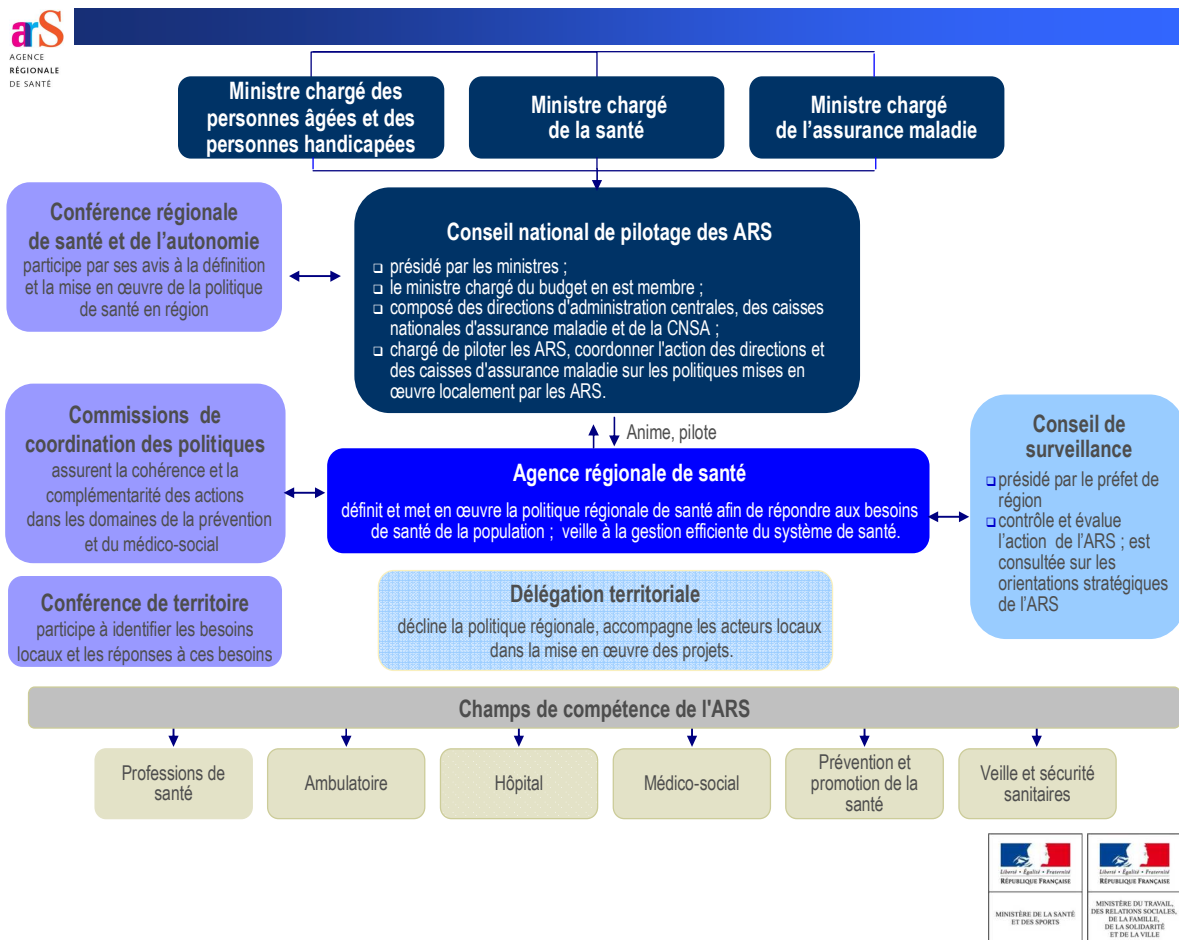 arS
AGENCE
RÉGIONALE
DE SANTÉ
Ministre chargé des
personnes âgées et des
personnes handicapées
Ministre chargé
de la santé
Ministre chargé
de l'assurance maladie
Conférence régionale
de santé et de l'autonomie
participe par ses avis à la définition
et la mise en œuvre de la politique
de santé en région
Conseil national de pilotage des ARS
❑ présidé par les ministres ;
❑ le ministre chargé du budget en est membre ;
❑ composé des directions d'administration centrales, des caisses
nationales d'assurance maladie et de la CNSA ;
❑ chargé de piloter les ARS, coordonner l'action des directions et
des caisses d'assurance maladie sur les politiques mises en
œuvre localement par les ARS.
Commissions de
coordination des politiques
assurent la cohérence et la
complémentarité des actions
dans les domaines de la prévention
et du médico-social
Anime, pilote
Agence régionale de santé
définit et met en œuvre la politique régionale de santé afin de répondre aux besoins
de santé de la population ; veille à la gestion efficiente du système de santé.
Conseil de
surveillance
❑ présidé par le préfet de
région
❑ contrôle et évalue
l'action de l'ARS ; est
consultée sur les
orientations stratégiques
de l'ARS
Conférence de territoire
participe à identifier les besoins
locaux et les réponses à ces besoins
Délégation territoriale
décline la politique régionale, accompagne les acteurs locaux
dans la mise en œuvre des projets.
Champs de compétence de l'ARS
Professions de
santé
Ambulatoire
Hôpital
Médico-social
Prévention et
promotion de la
santé
Veille et sécurité
sanitaires
Liberté • Égalité • Fraternité
RÉPUBLIQUE FRANÇAISE
MINISTÈRE DE LA SANTÉ
ET DES SPORTS
Liberté • Égalité • Fraternité
RÉPUBLIQUE FRANÇAISE
MINISTÈRE DU TRAVAIL,
DES RELATIONS SOCIALES,
DE LA FAMILLE,
DE LA SOLIDARITÉ
ET DE LA VILLE